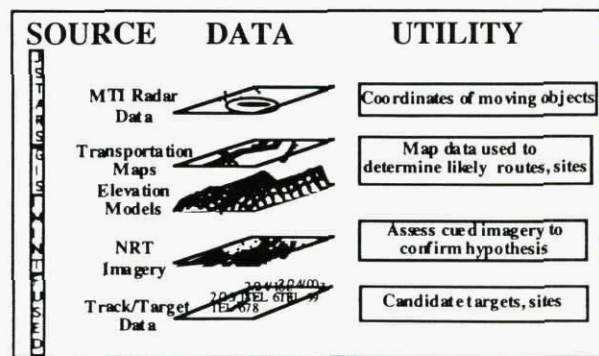 SOURCE DATA UTILITY
JSTARS
GIS
IMINT
FUSED
MTI Radar
Data
Coordinates of moving objects
Transportation
Maps
Map data used to
determine likely routes, sites
Elevation
Models
NRT
Imagery
Assess cued imagery to
confirm hypothesis
Track/Target
Data
TEL 678
Candidate targets, sites